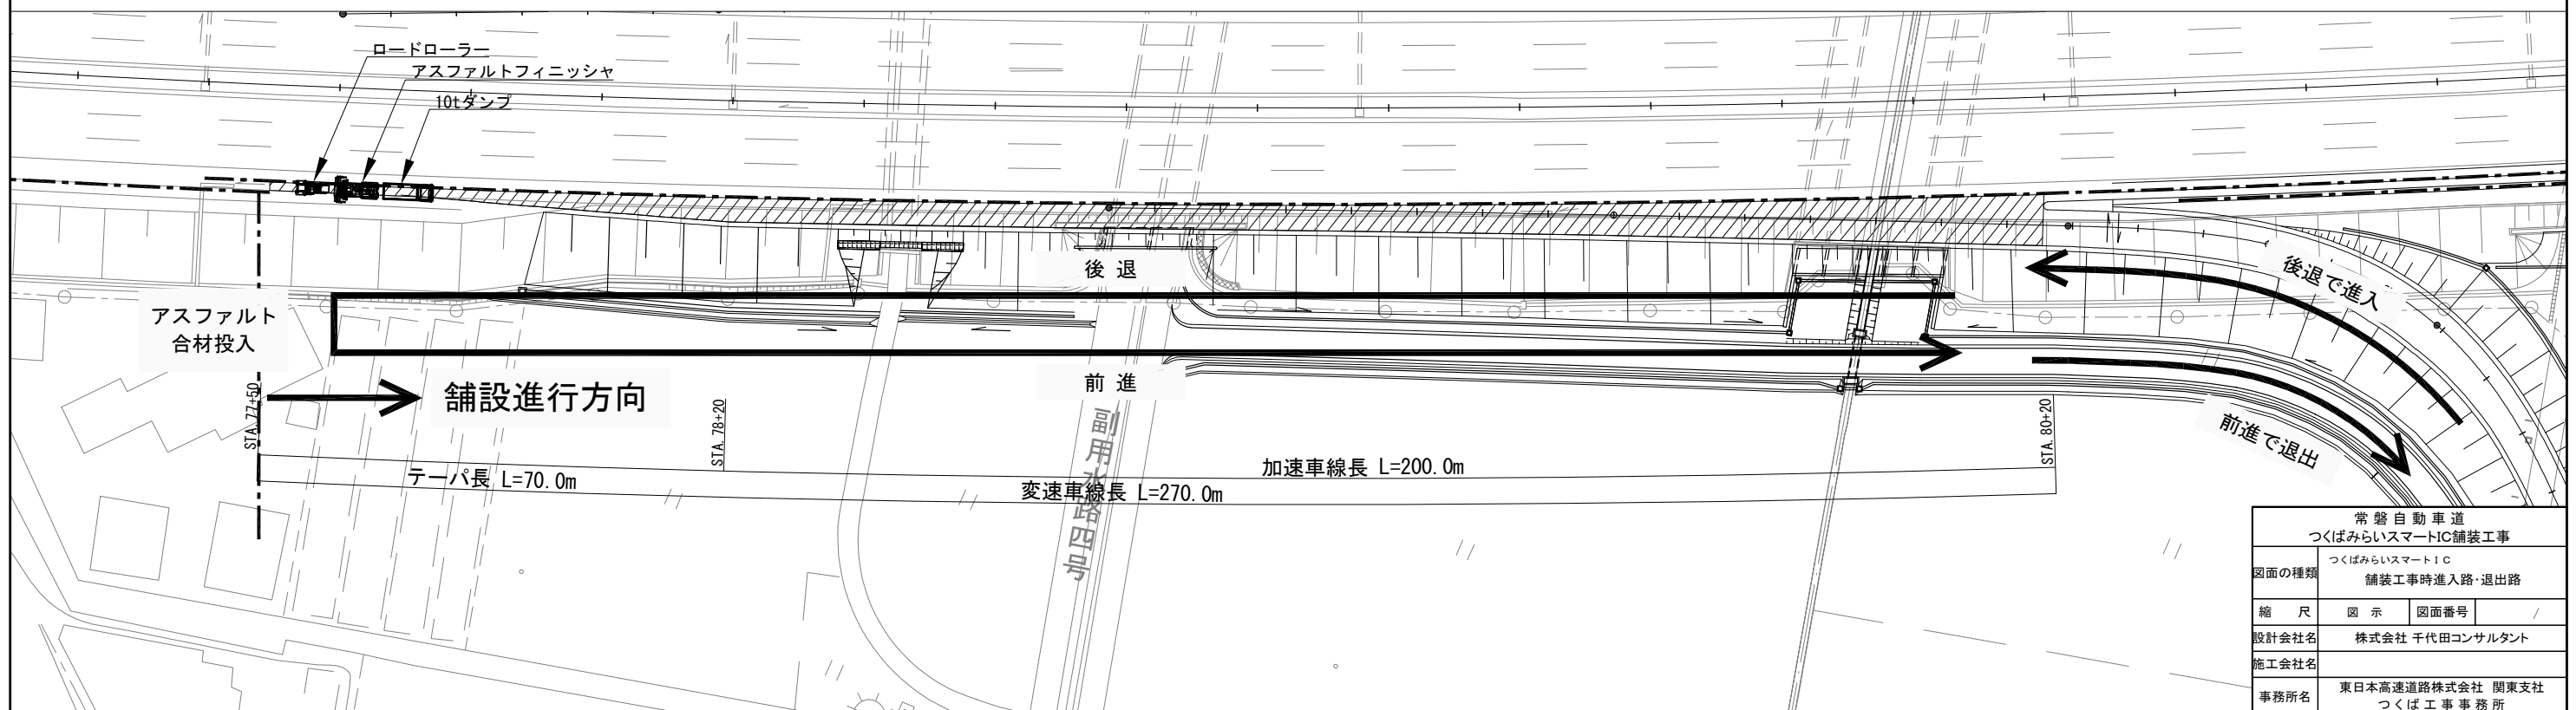 ロードローラー
アスファルトフィニッシャ
10tダンプ
後 退
後退で進入
アスファルト
合材投入
前 進
舗設進行方向
前進で退出
STA.77+50
STA.78+20
STA.80+20
副用水路四号
テーパ長 L=70.0m
加速車線長 L=200.0m
変速車線長 L=270.0m
常磐自動車道
つくばみらいスマートIC舗装工事
図面の種類
つくばみらいスマートIC
舗装工事時進入路・退出路
縮 尺 図 示 図面番号 /
設計会社名 株式会社 千代田コンサルタント
施工会社名
事務所名
東日本高速道路株式会社 関東支社
つくば工事事務所